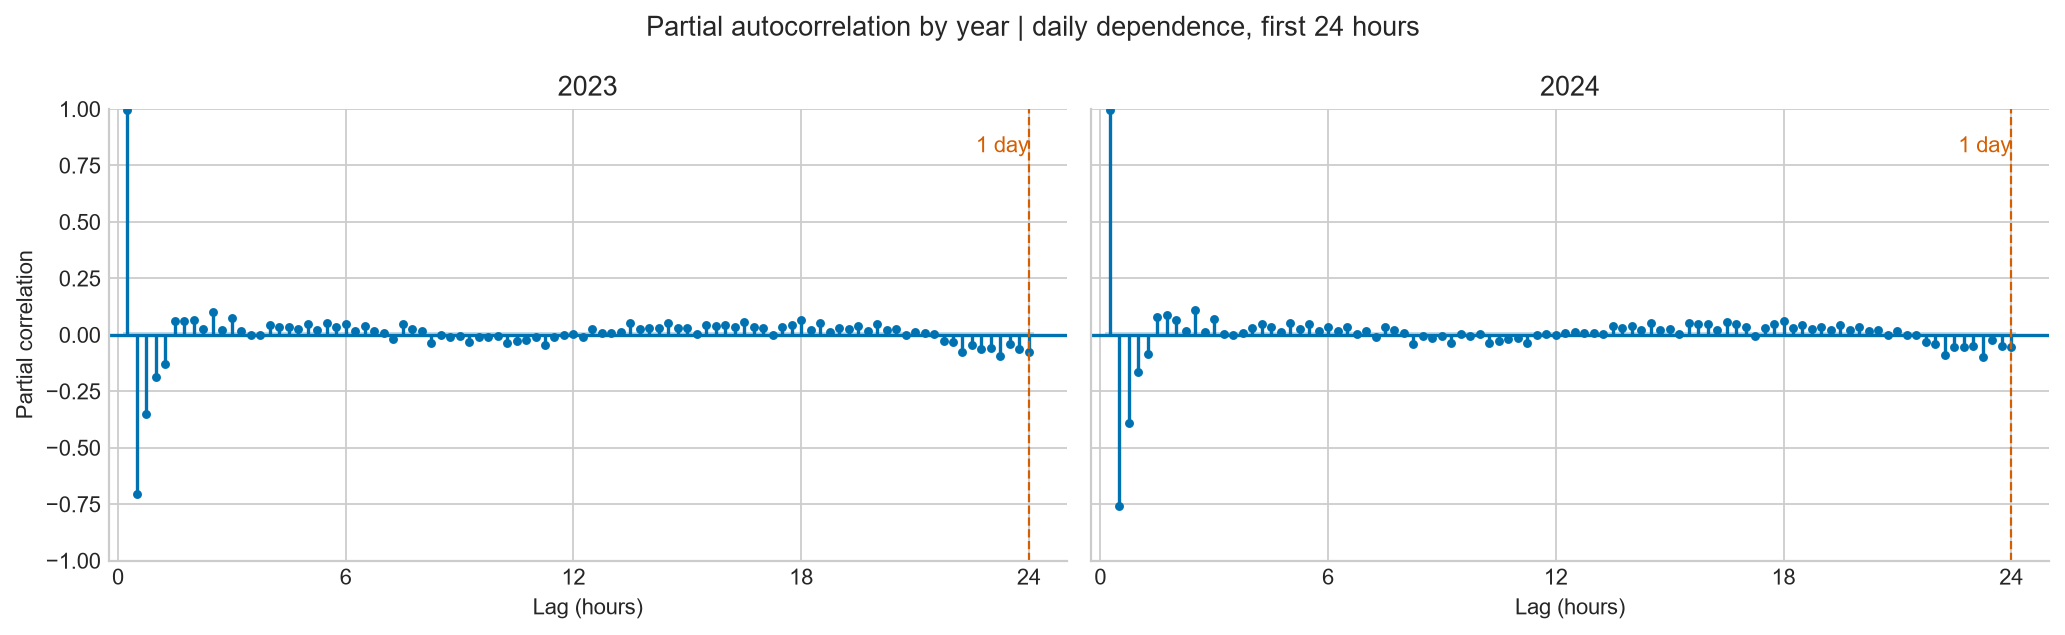 Partial autocorrelation by year | daily dependence, first 24 hours
2023
2024
1.00
0.75
0.50
0.25
0.00
−0.25
−0.50
−0.75
−1.00
Partial correlation
1 day
1 day
0 6 12 18 24
0 6 12 18 24
Lag (hours)
Lag (hours)